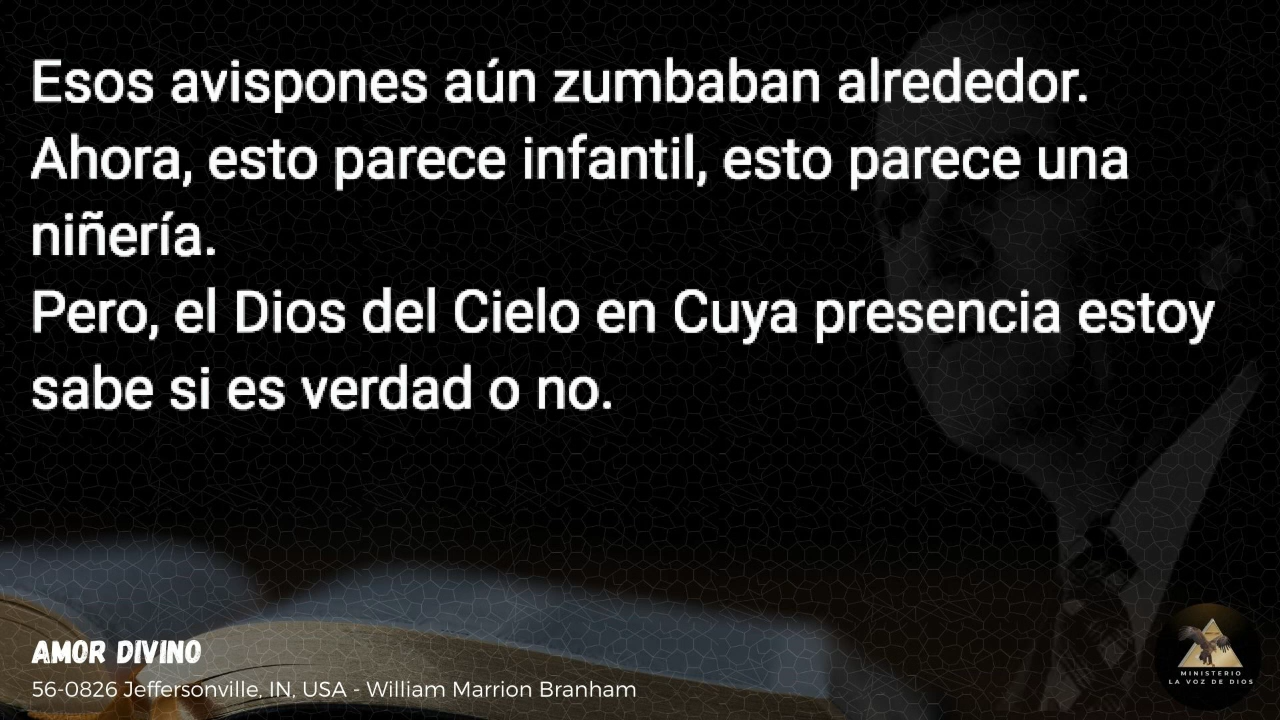 Esos avispones aún zumbaban alrededor.
Ahora, esto parece infantil, esto parece una
niñería.
Pero, el Dios del Cielo en Cuya presencia estoy
sabe si es verdad o no.
AMOR DIVINO
56-0826 Jeffersonville, IN, USA - William Marrion Branham
MINISTERIO
LA VOZ DE DIOS